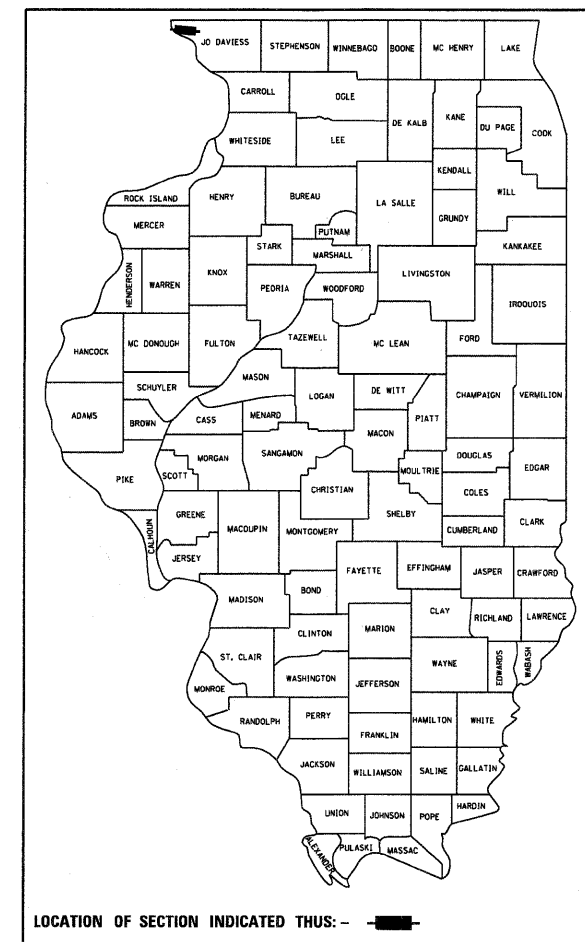 JO DAVIESS STEPHENSON WINNEBAGO BOONE MC HENRY LAKE
CARROLL OGLE DE KALB KANE DU PAGE COOK
WHITESIDE LEE KENDALL WILL
ROCK ISLAND HENRY BUREAU LA SALLE GRUNDY
MERCER PUTNAM KANKAKEE
STARK MARSHALL
HENDERSON WARREN KNOX PEORIA WOODFORD LIVINGSTON IROQUOIS
HANCOCK MC DONOUGH FULTON TAZEWELL MC LEAN FORD
SCHUYLER MASON LOGAN DE WITT CHAMPAIGN VERMILION
ADAMS BROWN CASS MENARD MACON PIATT
PIKE SCOTT MORGAN SANGAMON MOULTRIE DOUGLAS EDGAR
CHRISTIAN COLES
CALHOUN GREENE MACOUPIN MONTGOMERY SHELBY CUMBERLAND CLARK
JERSEY
MADISON BOND FAYETTE EFFINGHAM JASPER CRAWFORD
CLINTON MARION CLAY RICHLAND LAWRENCE
ST. CLAIR WASHINGTON JEFFERSON WAYNE EDWARDS WABASH
MONROE RANDOLPH PERRY FRANKLIN HAMILTON WHITE
JACKSON WILLIAMSON SALINE GALLATIN
UNION JOHNSON POPE HARDIN
ALEXANDER PULASKI MASSAC
LOCATION OF SECTION INDICATED THUS: -